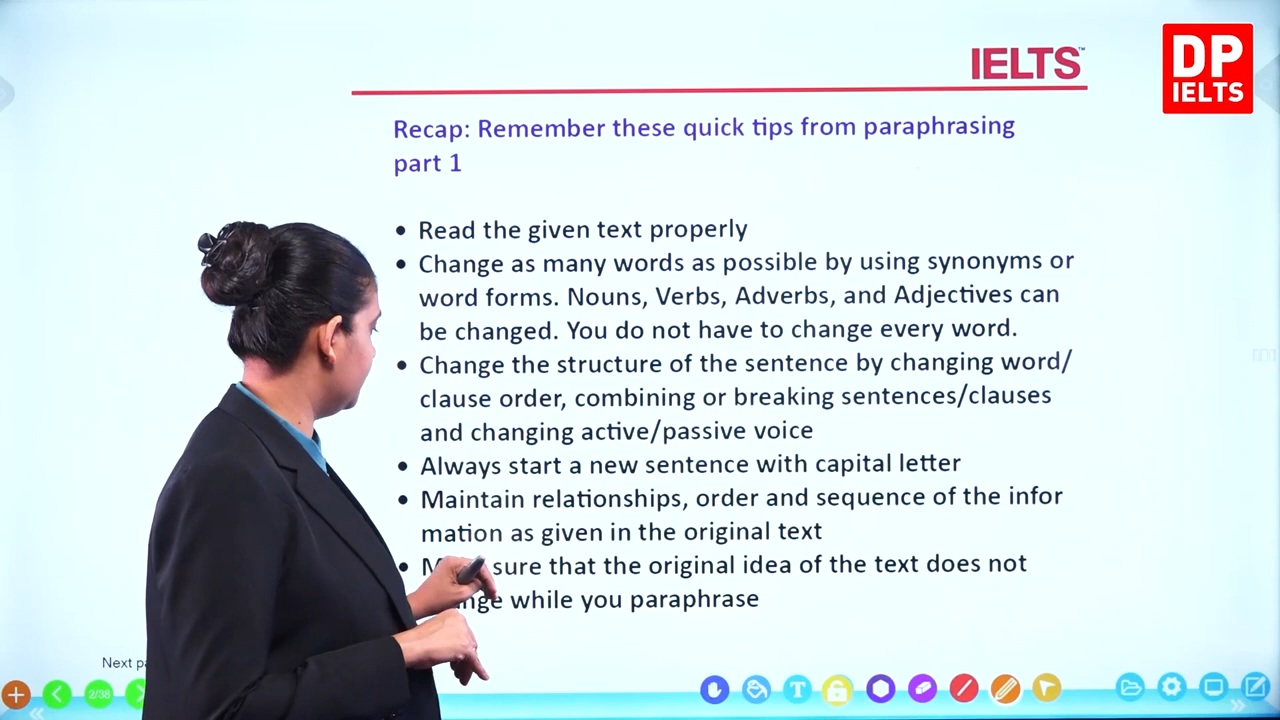 IELTS™
DP
IELTS
Recap: Remember these quick tips from paraphrasing
part 1
• Read the given text properly
• Change as many words as possible by using synonyms or
word forms. Nouns, Verbs, Adverbs, and Adjectives can
be changed. You do not have to change every word.
• Change the structure of the sentence by changing word/
clause order, combining or breaking sentences/clauses
and changing active/passive voice
• Always start a new sentence with capital letter
• Maintain relationships, order and sequence of the infor
mation as given in the original text
• sure that the original idea of the text does not
while you paraphrase
Next
2/38
T